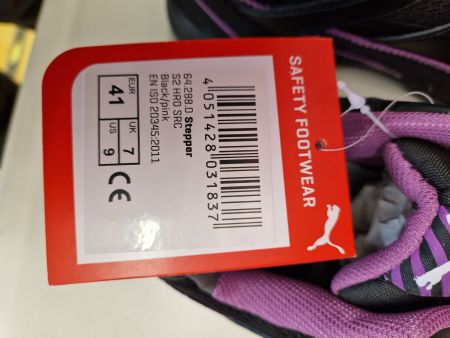 SAFETY FOOTWEAR
4 051428 031837
64.288.0 Stepper
S2 HRO SRC
Black/pink
EN ISO 20345:2011
EUR UK US
41 7 9
CE